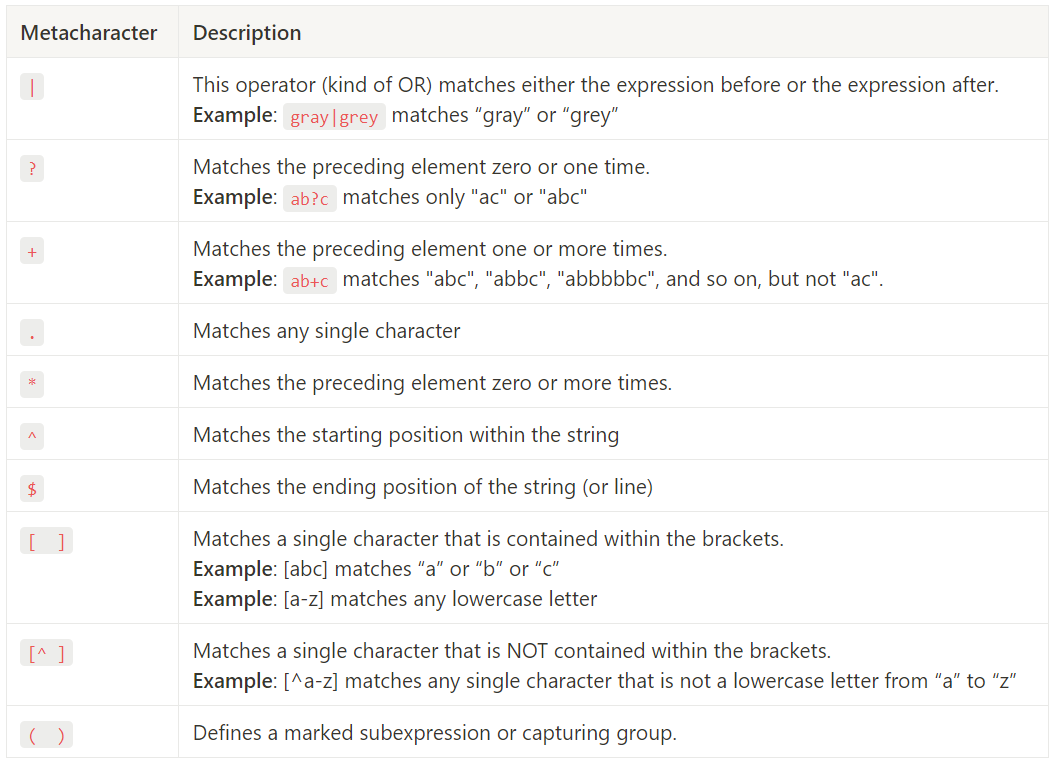 Metacharacter Description
| This operator (kind of OR) matches either the expression before or the expression after.
Example: gray|grey matches “gray” or “grey”
? Matches the preceding element zero or one time.
Example: ab?c matches only "ac" or "abc"
+ Matches the preceding element one or more times.
Example: ab+c matches "abc", "abbc", "abbbbbc", and so on, but not "ac".
. Matches any single character
* Matches the preceding element zero or more times.
^ Matches the starting position within the string
$ Matches the ending position of the string (or line)
[ ] Matches a single character that is contained within the brackets.
Example: [abc] matches “a” or “b” or “c”
Example: [a-z] matches any lowercase letter
[^ ] Matches a single character that is NOT contained within the brackets.
Example: [^a-z] matches any single character that is not a lowercase letter from “a” to “z”
( ) Defines a marked subexpression or capturing group.